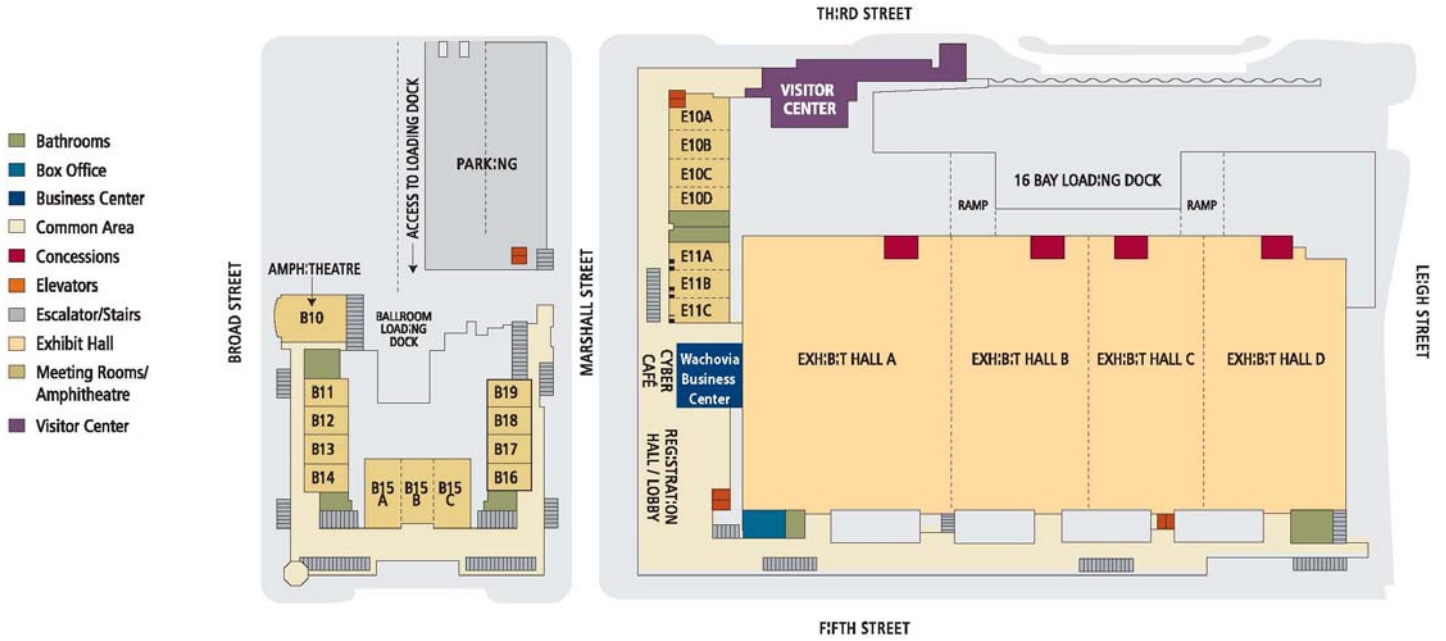 THIRD STREET
Bathrooms
Box Office
Business Center
Common Area
Concessions
Elevators
Escalator/Stairs
Exhibit Hall
Meeting Rooms/
Amphitheatre
Visitor Center
BROAD STREET
ACCESS TO LOADING DOCK
PARKING
AMPHITHEATRE
B10
BALLROOM
LOADING
DOCK
B11
B12
B13
B14
B15
A
B15
B
B15
C
B19
B18
B17
B16
MARSHALL STREET
VISITOR
CENTER
E10A
E10B
E10C
E10D
E11A
E11B
E11C
CYBER
CAFÉ
Wachovia
Business
Center
REGISTRATION
HALL / LOBBY
16 BAY LOADING DOCK
RAMP
RAMP
EXHIBIT HALL A
EXHIBIT HALL B
EXHIBIT HALL C
EXHIBIT HALL D
LEIGH STREET
FIFTH STREET